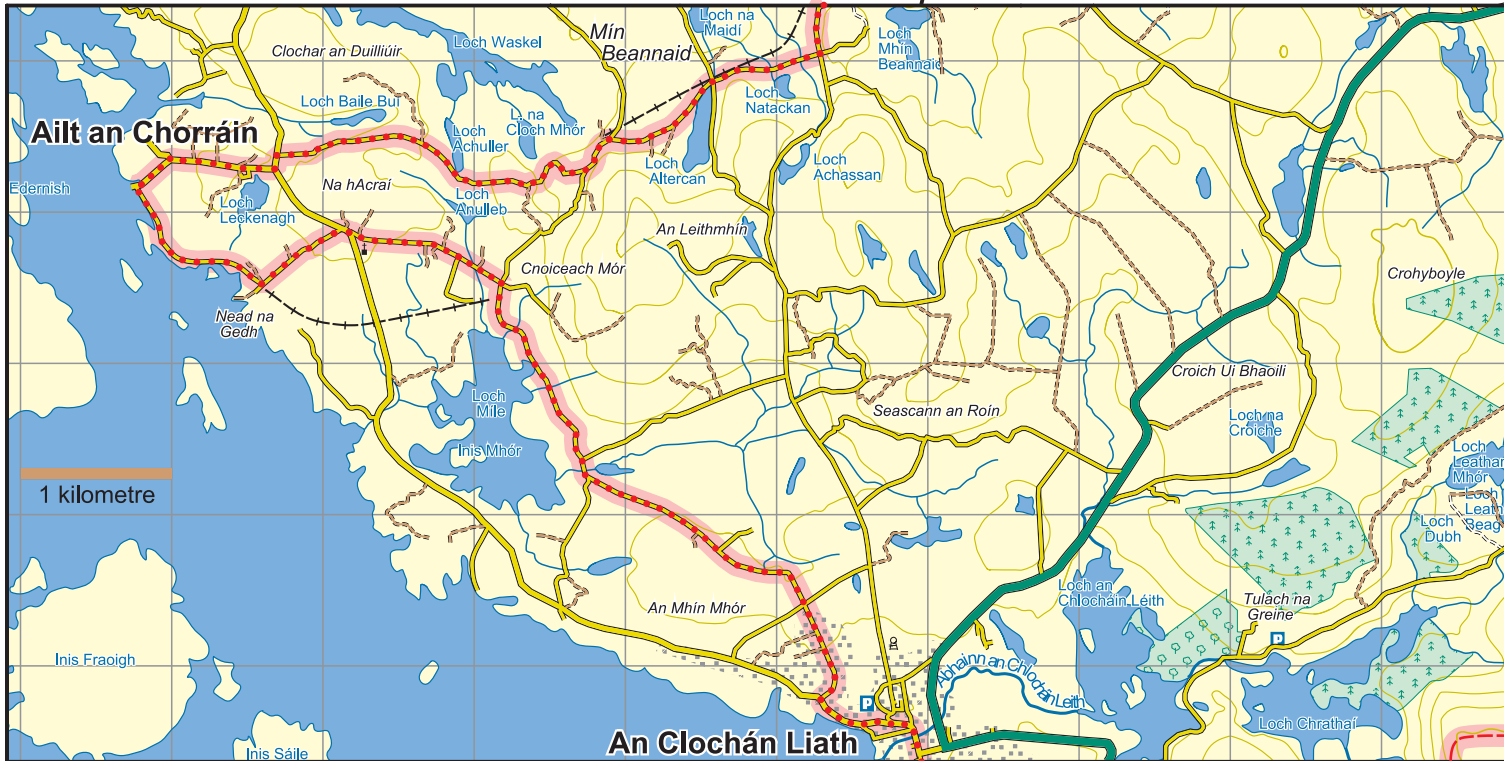 Loch na
Maidí
Clochar an Duilliúir
Loch Waskel
Mín
Beannaid
Loch
Mhín
Beannaid
Loch Baile Buí
L. na
Cloch Mhór
Loch
Natackan
Ailt an Chorráin
Loch
Achuller
Loch
Altercan
Loch
Achassan
Edernish
Na hAcraí
Loch
Leckenagh
Loch
Anulleb
An Leithmhín
Cnoiceach Mór
Crohyboyle
Nead na
Gedh
Croich Ui Bhaoili
Loch
Míle
Seascann an Roín
Loch na
Cróiche
Inis Mhór
Loch
Leathan
Mhór
1 kilometre
Loch
Beag
Loch
Dubh
Loch an
Chlocháin Léith
Tulach na
Greine
An Mhín Mhór
P
Inis Fraoigh
Abhainn an Chlocháin Leith
P
Loch Chrathaí
An Clochán Liath
Inis Sáile